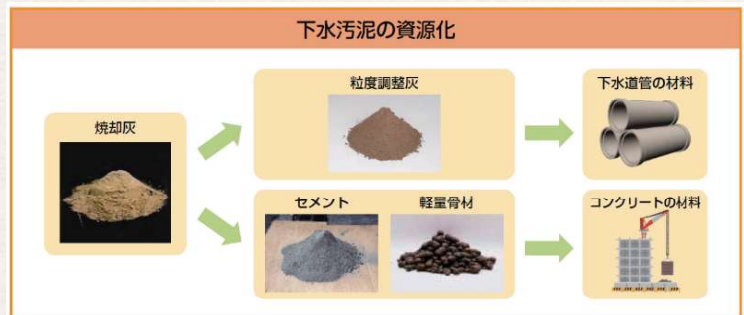 下水汚泥の資源化
焼却灰
粒度調整灰
下水道管の材料
セメント
軽量骨材
コンクリートの材料